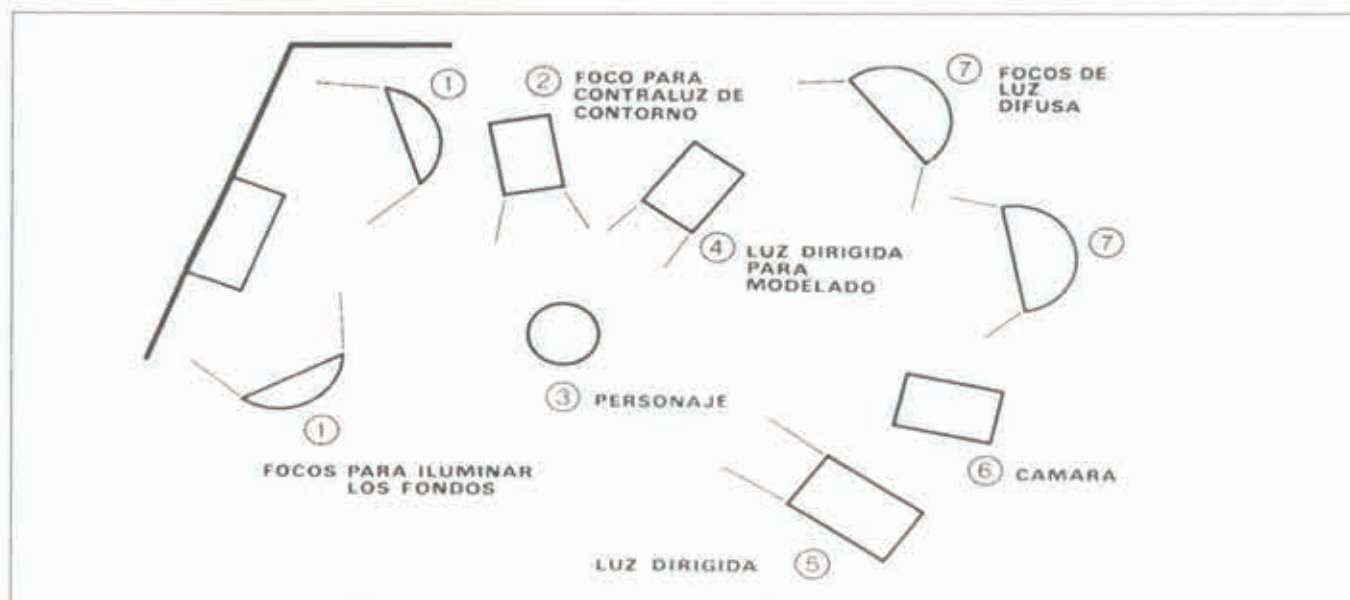 ①
② FOCO PARA
CONTRALUZ DE
CONTORNO
⑦ FOCOS DE
LUZ
DIFUSA
④ LUZ DIRIGIDA
PARA
MODELADO
⑦
③ PERSONAJE
①
FOCOS PARA ILUMINAR
LOS FONDOS
⑥ CAMARA
LUZ DIRIGIDA ⑤